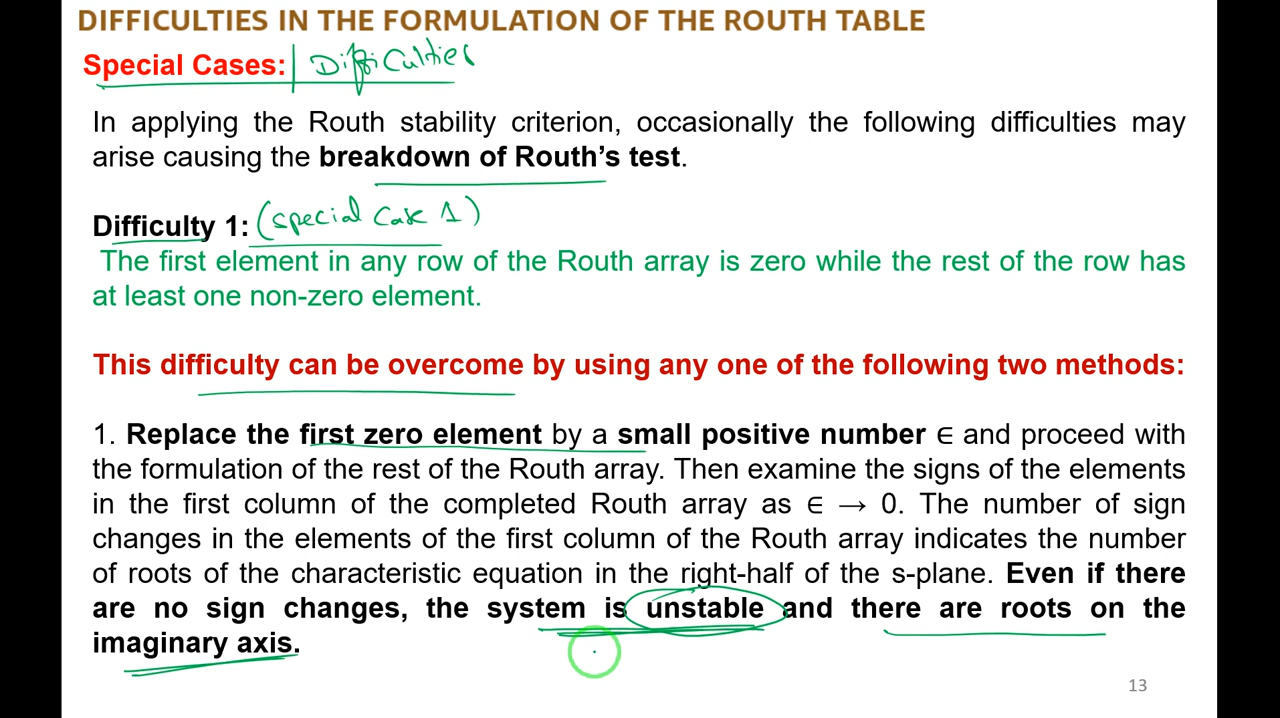 DIFFICULTIES IN THE FORMULATION OF THE ROUTH TABLE
Special Cases: | Difficulties
In applying the Routh stability criterion, occasionally the following difficulties may
arise causing the breakdown of Routh's test.
Difficulty 1: (special case 1)
The first element in any row of the Routh array is zero while the rest of the row has
at least one non-zero element.
This difficulty can be overcome by using any one of the following two methods:
1. Replace the first zero element by a small positive number ∈ and proceed with
the formulation of the rest of the Routh array. Then examine the signs of the elements
in the first column of the completed Routh array as ∈ → 0. The number of sign
changes in the elements of the first column of the Routh array indicates the number
of roots of the characteristic equation in the right-half of the s-plane. Even if there
are no sign changes, the system is unstable and there are roots on the
imaginary axis.
13